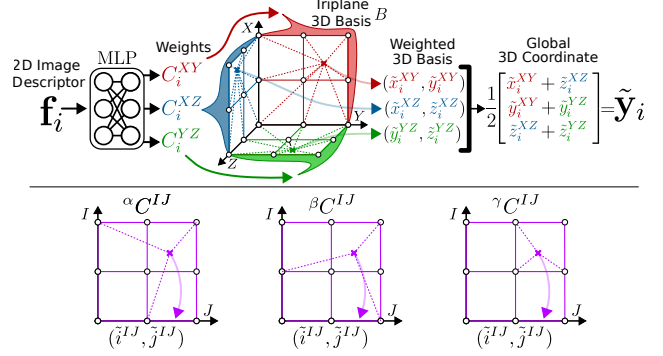 Triplane
3D Basis B
X
Y
Z
2D Image
Descriptor
f_i
MLP
Weights
C_i^{XY}
C_i^{XZ}
C_i^{YZ}
Weighted
3D Basis
(x̃_i^{XY}, ỹ_i^{XY})
(x̃_i^{XZ}, z̃_i^{XZ})
(ỹ_i^{YZ}, z̃_i^{YZ})
Global
3D Coordinate
1/2
x̃_i^{XY} + z̃_i^{XZ}
ỹ_i^{XY} + ỹ_i^{YZ}
z̃_i^{XZ} + z̃_i^{YZ}
= ỹ_i
^αC^{IJ}
I
J
(ĩ^{IJ}, j̃^{IJ})
^βC^{IJ}
I
J
(ĩ^{IJ}, j̃^{IJ})
^γC^{IJ}
I
J
(ĩ^{IJ}, j̃^{IJ})